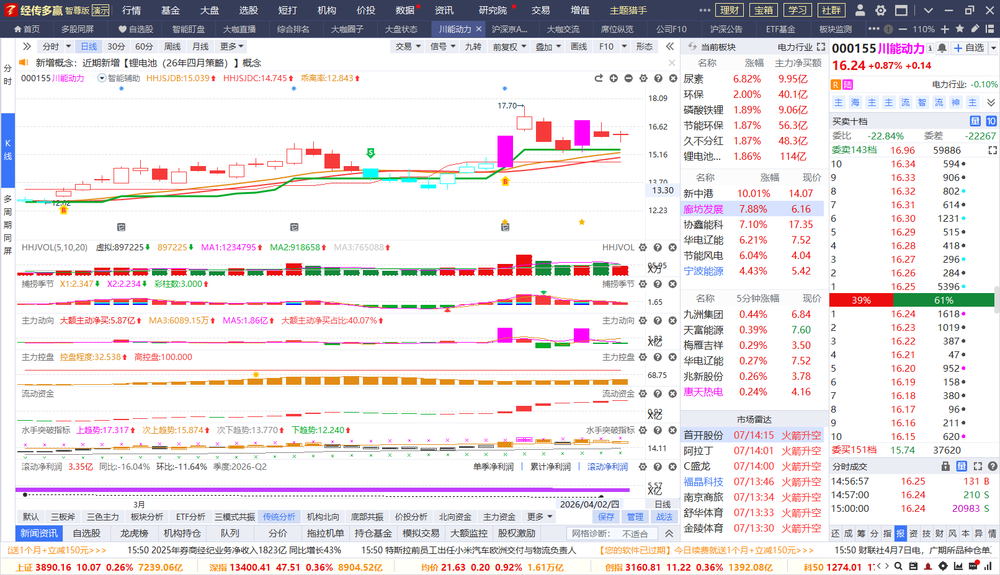 经传多赢 智尊版 演示 行情 基金 大盘 选股 短打 机构 价投 数据 资讯 研究院 交易 增值 主题猎手 理财 宝箱 学习 社群
首页 多股同屏 自选股 智能盯盘 大咖直播 综合排名 大咖圈子 大盘状态 川能动力 沪深京A... 大咖交流 席位纵览 公司F10 沪深公告 ETF基金 板块监测 110%
分时 日线 30分 60分 周线 月线 更多 交易 信号 九转 前复权 叠加 画线 F10 形态
新增概念：近期新增【锂电池（26年四月策略）】概念
000155川能动力 智能辅助 HHJSJDB:15.039 HHJSJDC:14.745 乖离率:12.843
分时
K线
多周期同屏
18.09
17.70
16.62
15.16
13.70
13.30
12.23
12.62
S
B
B
HHJVOL(5,10,20) 虚拟:897225 897225 MA1:1234795 MA2:918658 MA3:765088 HHJVOL
95.95
X万
捕捞季节 X1:2.347 X2:2.234 彩柱数:3.000 捕捞季节
1.65
主力动向 大额主动净买:5.87亿 MA3:6089.15万 MA5:1.86亿 大额主动净买占比:40.07% 主力动向
1.83
X亿
主力控盘 控盘程度:32.538 高控盘:100.000 主力控盘
68.75
流动资金 流动资金
0.92
X亿
水手突破指标 上趋势:17.317 次上趋势:15.874 次下趋势:13.770 下趋势:12.240 水手突破指标
14.11
滚动净利润 3.35亿 同比:-16.04% 环比:-11.64% 季度:2026-Q2 单季净利润 累计净利润 滚动净利润
5.57
X亿
3月 2026/04/02/四 日线
默认 三板斧 三色主力 板块分析 ETF分析 三模式共振 传统分析 机构北向 底部共振 价投分析 北向资金 主力资金 更多 保存 管理 战法
新闻资讯 自选股 龙虎榜 机构持仓 队列 分价 拖拉机单 持仓基金 模拟交易 大额监控 股权激励 网格诊断： 不适合
当前板块 电力行业
名称 涨幅 主力净买额
尿素 6.82% 9.95亿
环保 2.00% 40.1亿
磷酸铁锂 1.89% 9.06亿
节能环保 1.87% 56.3亿
久不分红 1.87% 48.3亿
锂电池... 1.86% 114亿
名称 涨幅 现价
新中港 10.01% 14.07
廊坊发展 7.88% 6.16
协鑫能科 7.10% 17.35
华电辽能 6.21% 7.52
节能风电 6.04% 4.04
宁波能源 4.43% 5.42
名称 5分钟涨幅 现价
九洲集团 0.44% 6.84
天富能源 0.39% 7.60
梅雁吉祥 0.29% 3.50
华电辽能 0.27% 7.52
兆新股份 0.26% 3.78
惠天热电 0.24% 4.16
市场雷达
首开股份 07/14:15 火箭升空
阿拉丁 07/14:01 火箭升空
C盛龙 07/14:00 火箭升空
福晶科技 07/13:46 火箭升空
南京商旅 07/13:34 火箭升空
舒华体育 07/13:33 火箭升空
金陵体育 07/13:30 火箭升空
000155川能动力 自选
16.24 +0.87% +0.14
R 陆 电力行业: -0.10%
主 海 主 主 流 智 流 神 主
买卖十档 量 10
委比 -22.84% 委差 -22267
委卖143档 16.96 59886
10 16.34 594
9 16.33 906
8 16.32 802
7 16.31 614
6 16.30 1231
5 16.29 515
4 16.28 418
3 16.27 296
2 16.26 284
1 16.25 5396
39% 61%
1 16.24 1618
2 16.23 1019
3 16.22 387
4 16.21 47
5 16.20 952
6 16.19 158
7 16.18 380
8 16.17 96
9 16.16 211
10 16.15 620
委买151档 15.74 37620
分时成交 量
14:56:57 16.25 131 B
14:57:00 16.24 210 S
15:00:00 16.24 20983 S
还 成 筹 分 指 报 资 技 财 风 本 异 情
送1个月+立减150元>>> 15:50 2025年券商经纪业务净收入1823亿 同比增长43% 15:50 特斯拉前员工出任小米汽车欧洲交付与物流负责人 【您的软件已过期】今日续费就送1个月+立减150元>>> 15:50 财联社4月7日电，广期所品种仓单
上证 3890.16 10.07 0.26% 7239.06亿 深指 13400.41 47.51 0.36% 8904.52亿 均价 21.63 0.20 0.92% 1.61万亿 创指 3160.81 11.22 0.36% 1392.08亿 科50 1274.01